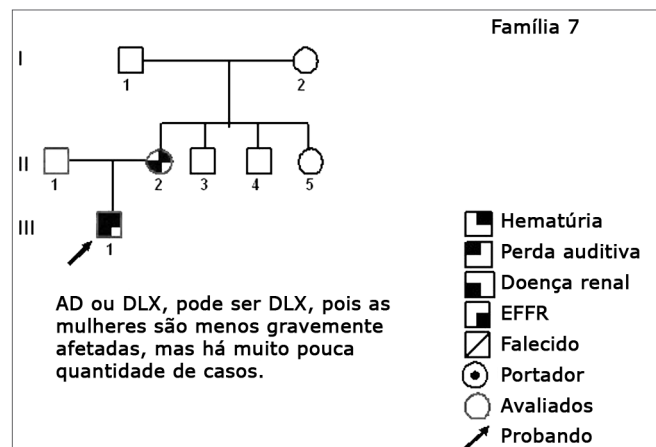 Família 7
I
1
2
II
1
2
3
4
5
III
1
AD ou DLX, pode ser DLX, pois as
mulheres são menos gravemente
afetadas, mas há muito pouca
quantidade de casos.
Hematúria
Perda auditiva
Doença renal
EFFR
Falecido
Portador
Avaliados
Probando